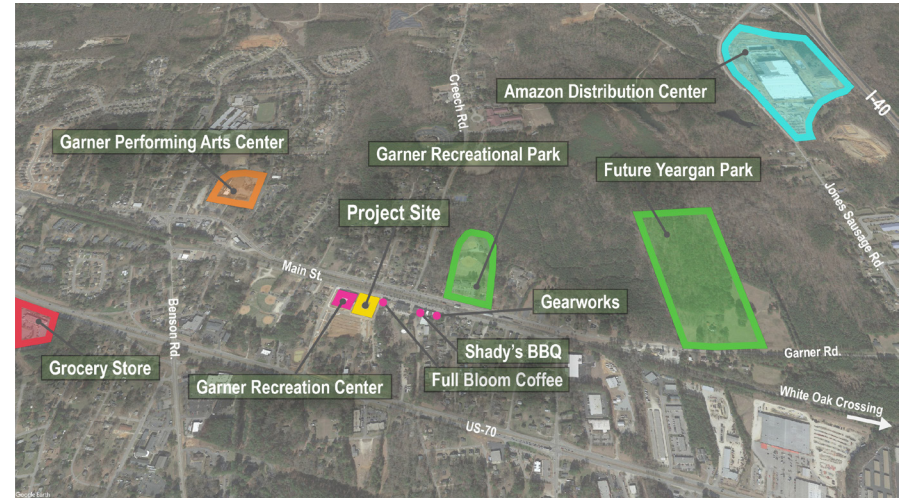 Amazon Distribution Center
I-40
Creech Rd.
Garner Performing Arts Center
Garner Recreational Park
Future Yeargan Park
Project Site
Jones Sausage Rd.
Main St.
Benson Rd.
Gearworks
Shady's BBQ
Garner Rd.
Grocery Store
Garner Recreation Center
Full Bloom Coffee
White Oak Crossing
US-70
Google Earth